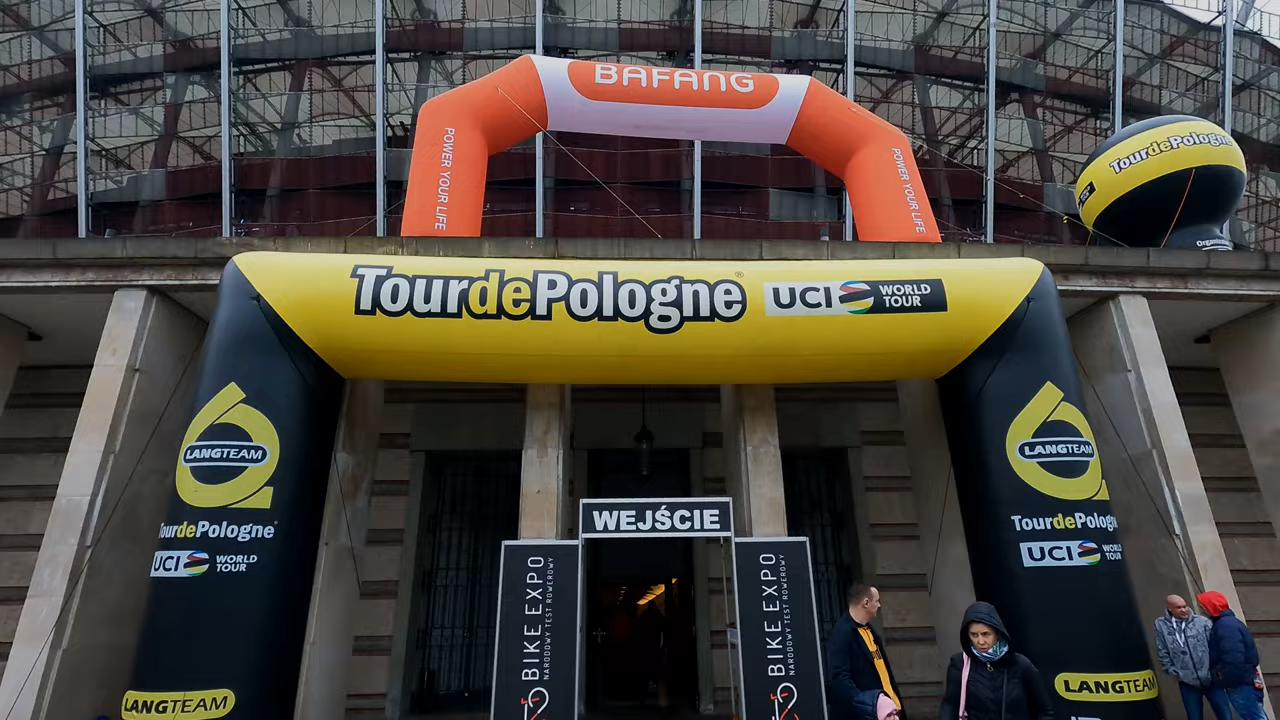 BAFANG
POWER YOUR LIFE
POWER YOUR LIFE
TourdePologne
Organizator
TourdePologne®
UCI WORLD TOUR
LANGTEAM
TourdePologne
UCI WORLD TOUR
LANGTEAM
LANGTEAM
TourdePologne
UCI WORLD TOUR
LANGTEAM
WEJŚCIE
BIKE EXPO
NARODOWY TEST ROWEROWY
BIKE EXPO
NARODOWY TEST ROWEROWY